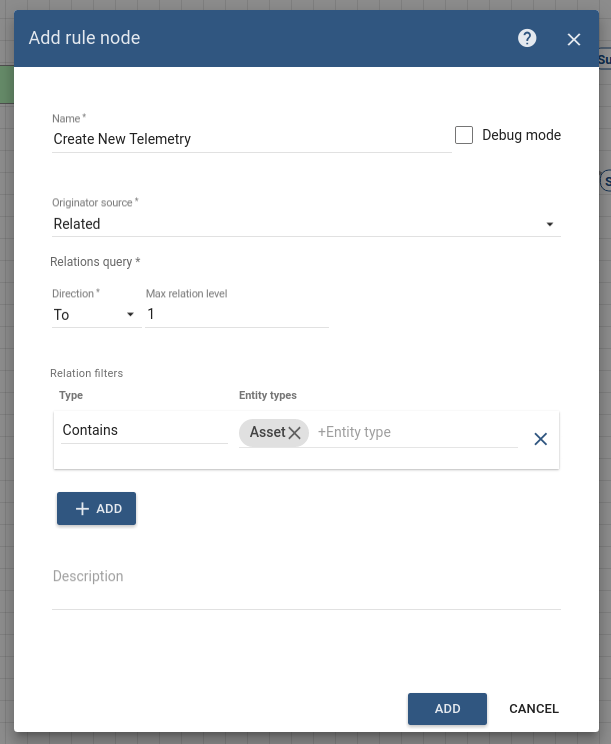 Add rule node
?
Su
Name *
Create New Telemetry
Debug mode
S
Originator source *
Related
Relations query *
Direction *
Max relation level
To
1
Relation filters
Type
Entity types
Contains
Asset
+Entity type
+ ADD
Description
ADD
CANCEL